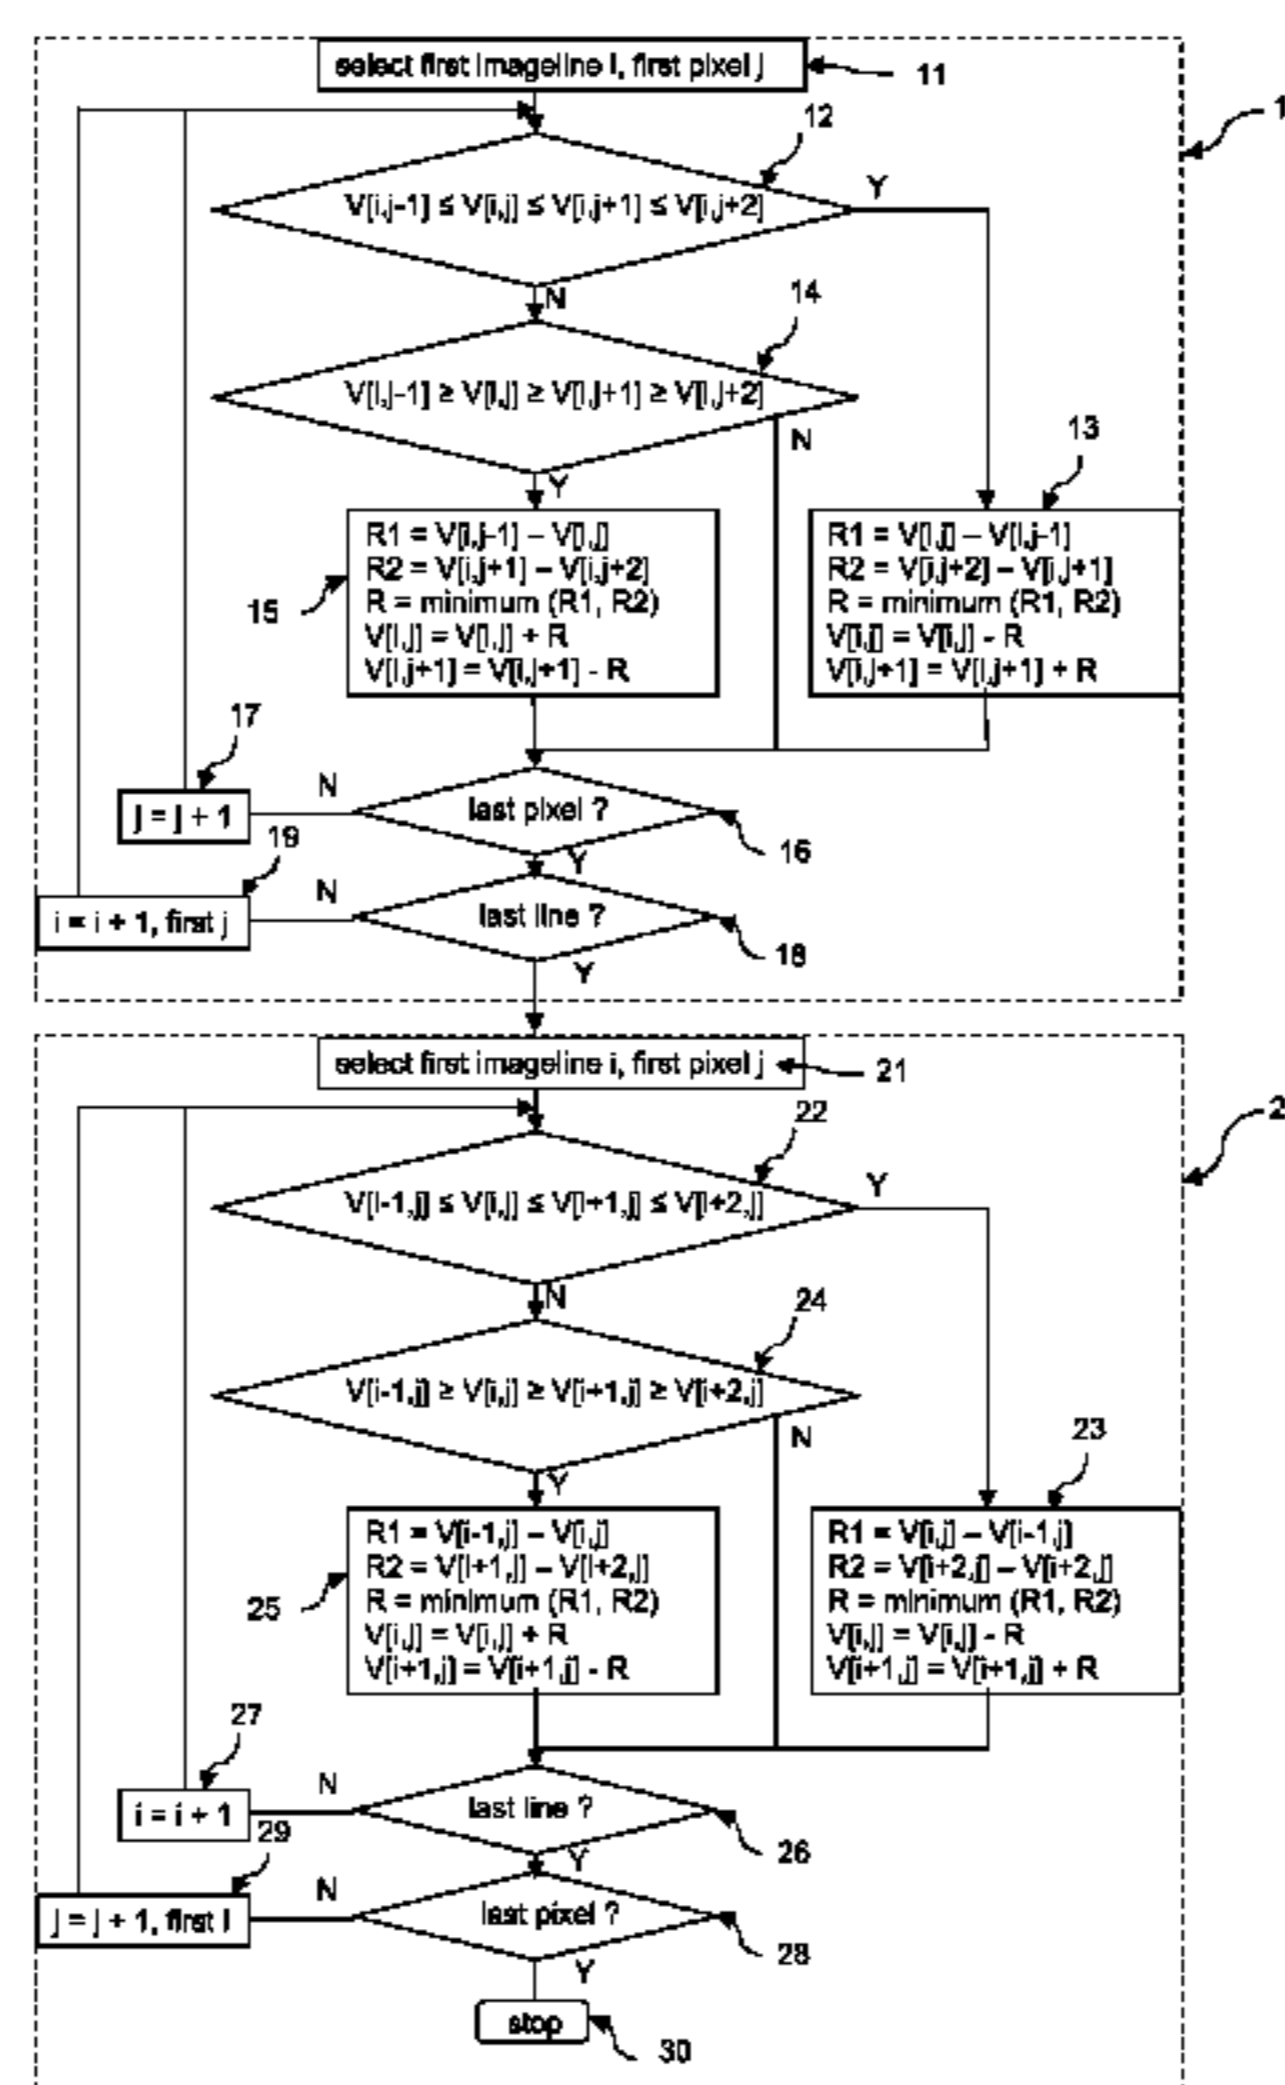 select first imageline i, first pixel j
11
1
12
V[i,j-1] ≤ V[i,j] ≤ V[i,j+1] ≤ V[i,j+2]
Y
N
14
V[i,j-1] ≥ V[i,j] ≥ V[i,j+1] ≥ V[i,j+2]
N
13
Y
R1 = V[i,j-1] – V[i,j]
R2 = V[i,j+1] – V[i,j+2]
R = minimum (R1, R2)
V[i,j] = V[i,j] + R
V[i,j+1] = V[i,j+1] - R
15
R1 = V[i,j] – V[i,j-1]
R2 = V[i,j+2] – V[i,j+1]
R = minimum (R1, R2)
V[i,j] = V[i,j] - R
V[i,j+1] = V[i,j+1] + R
17
j = j + 1
N
last pixel ?
16
Y
19
i = i + 1, first j
N
last line ?
18
Y
select first imageline i, first pixel j
21
2
22
V[i-1,j] ≤ V[i,j] ≤ V[i+1,j] ≤ V[i+2,j]
Y
N
24
V[i-1,j] ≥ V[i,j] ≥ V[i+1,j] ≥ V[i+2,j]
N
23
Y
R1 = V[i-1,j] – V[i,j]
R2 = V[i+1,j] – V[i+2,j]
R = minimum (R1, R2)
V[i,j] = V[i,j] + R
V[i+1,j] = V[i+1,j] - R
25
R1 = V[i,j] – V[i-1,j]
R2 = V[i+2,j] – V[i+2,j]
R = minimum (R1, R2)
V[i,j] = V[i,j] - R
V[i+1,j] = V[i+1,j] + R
27
i = i + 1
N
last line ?
26
Y
29
j = j + 1, first i
N
last pixel ?
28
Y
stop
30